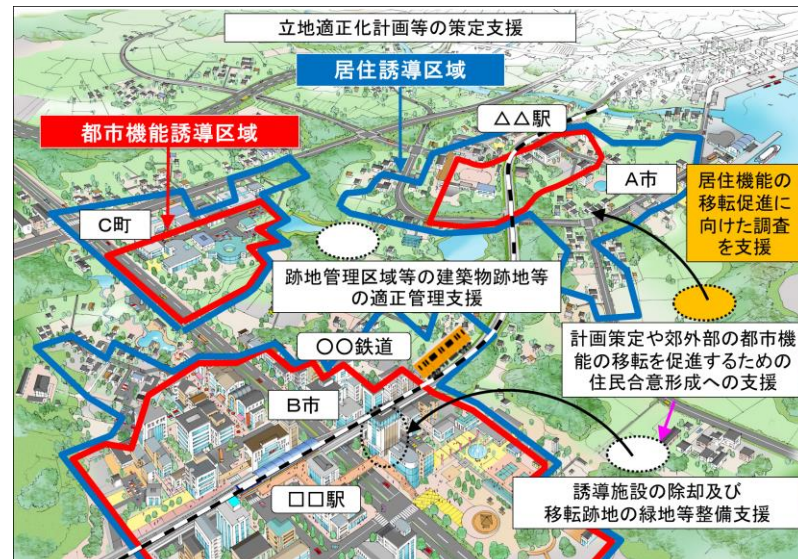 立地適正化計画等の策定支援
居住誘導区域
△△駅
都市機能誘導区域
A市
居住機能の
移転促進に
向けた調査
を支援
C町
跡地管理区域等の建築物跡地等
の適正管理支援
〇〇鉄道
計画策定や郊外部の都市機
能の移転を促進するための
住民合意形成への支援
B市
□□駅
誘導施設の除却及び
移転跡地の緑地等整備支援